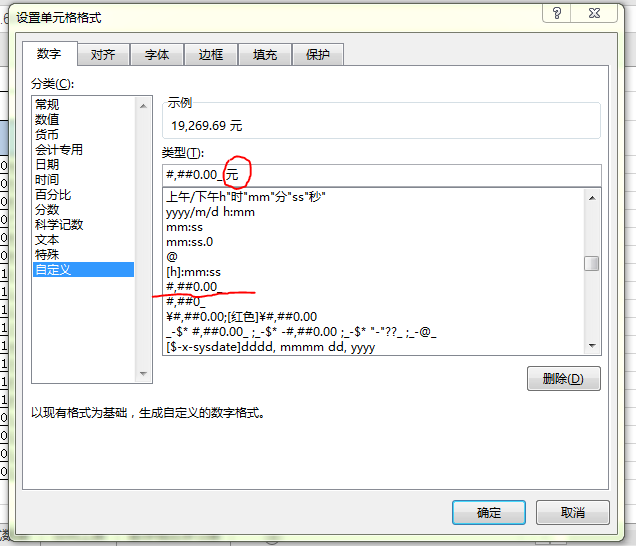 设置单元格格式
数字 对齐 字体 边框 填充 保护
分类(C):
常规
数值
货币
会计专用
日期
时间
百分比
分数
科学记数
文本
特殊
自定义
示例
19,269.69 元
类型(T):
#,##0.00_ 元
上午/下午h"时"mm"分"ss"秒"
yyyy/m/d h:mm
mm:ss
mm:ss.0
@
[h]:mm:ss
#,##0.00_
#,##0_
¥#,##0.00;[红色]¥#,##0.00
_-$* #,##0.00_ ;_-$* -#,##0.00 ;_-$* "-"??_ ;_-@_
[$-x-sysdate]dddd, mmmm dd, yyyy
删除(D)
以现有格式为基础，生成自定义的数字格式。
确定 取消